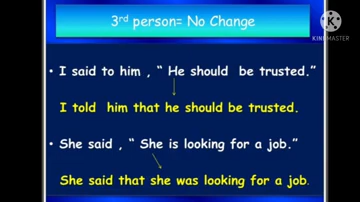 3rd person= No Change
KINEMASTER
• I said to him , “ He should be trusted.”
I told him that he should be trusted.
• She said , “ She is looking for a job.”
She said that she was looking for a job.